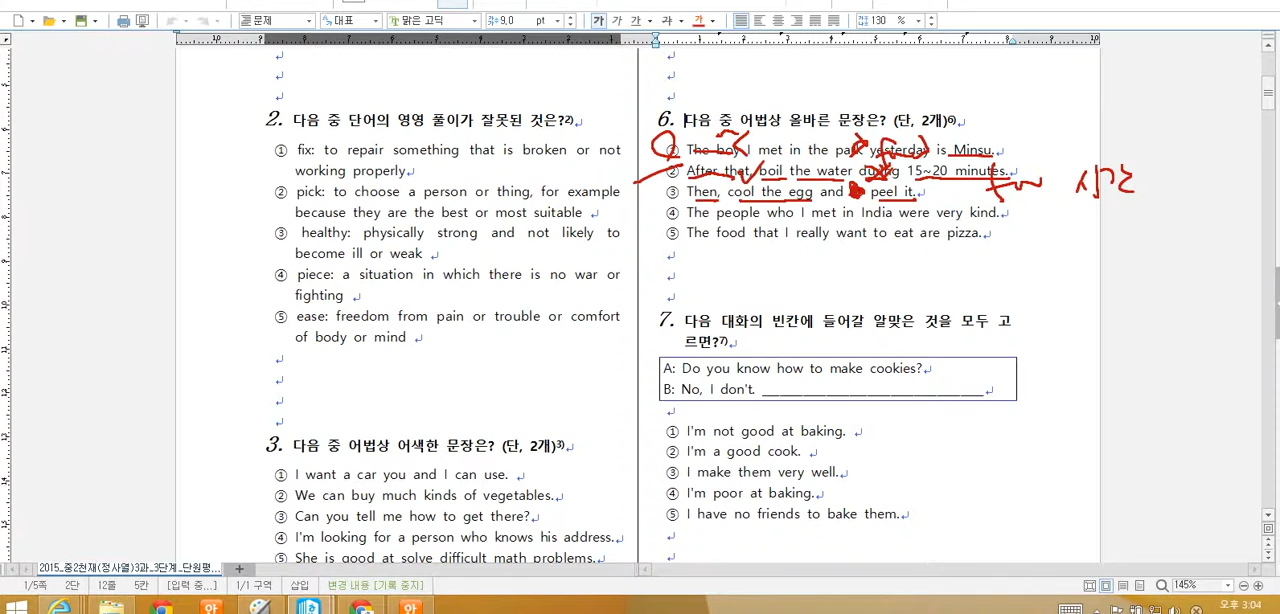 문제
대표
맑은 고딕
9.0 pt
가 가 가 가 가
130 %
2. 다음 중 단어의 영영 풀이가 잘못된 것은?2)
① fix: to repair something that is broken or not
working properly
② pick: to choose a person or thing, for example
because they are the best or most suitable
③ healthy: physically strong and not likely to
become ill or weak
④ piece: a situation in which there is no war or
fighting
⑤ ease: freedom from pain or trouble or comfort
of body or mind
3. 다음 중 어법상 어색한 문장은? (단, 2개)3)
① I want a car you and I can use.
② We can buy much kinds of vegetables.
③ Can you tell me how to get there?
④ I'm looking for a person who knows his address.
⑤ She is good at solve difficult math problems.
6. 다음 중 어법상 올바른 문장은? (단, 2개)6)
① The boy I met in the park yesterday is Minsu.
② After that, boil the water during 15~20 minutes.
for 시간
③ Then, cool the egg and peel it.
④ The people who I met in India were very kind.
⑤ The food that I really want to eat are pizza.
7. 다음 대화의 빈칸에 들어갈 알맞은 것을 모두 고
르면?7)
A: Do you know how to make cookies?
B: No, I don't.
① I'm not good at baking.
② I'm a good cook.
③ I make them very well.
④ I'm poor at baking.
⑤ I have no friends to bake them.
2015_중2천재(정사열)3과_3단계_단원평...
1/5쪽 2단 12줄 5칸 [입력 중...] 1/1 구역 삽입 변경 내용 [기록 중지] 145%
오후 3:04